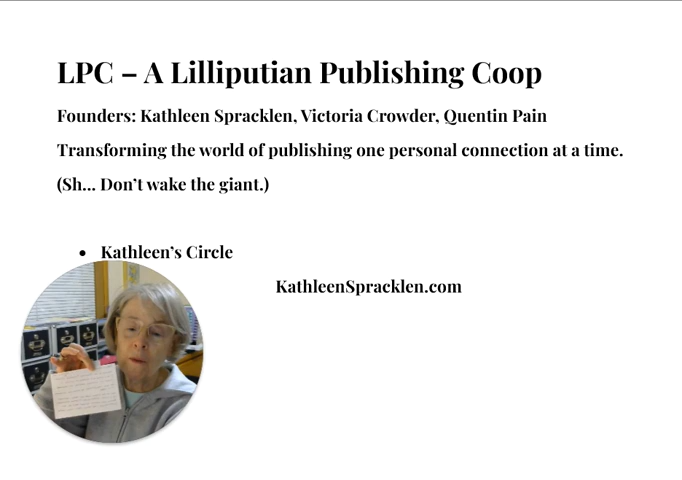 LPC – A Lilliputian Publishing Coop
Founders: Kathleen Spracklen, Victoria Crowder, Quentin Pain
Transforming the world of publishing one personal connection at a time.
(Sh... Don’t wake the giant.)
• Kathleen’s Circle
KathleenSpracklen.com